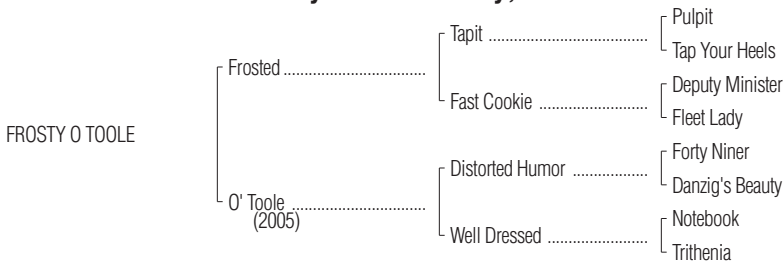 Pulpit
Tapit ................................................
Tap Your Heels
Frosted ...........................................
Deputy Minister
Fast Cookie .................................
Fleet Lady
FROSTY O TOOLE
Forty Niner
Distorted Humor .......................
Danzig's Beauty
O' Toole ........................................
(2005)
Notebook
Well Dressed ..............................
Trithenia